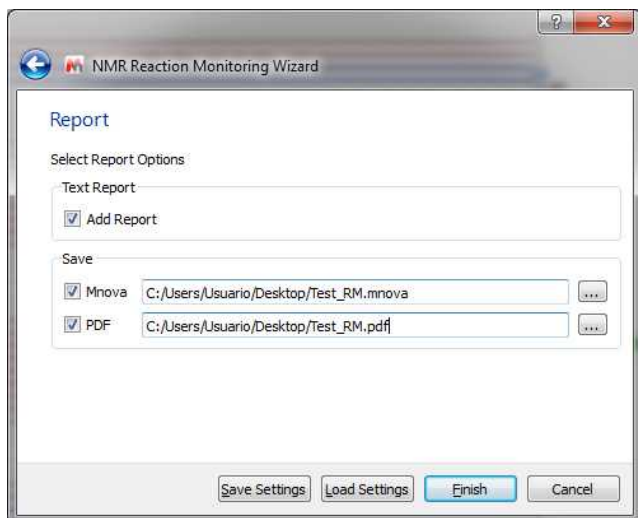 NMR Reaction Monitoring Wizard
Report
Select Report Options
Text Report
Add Report
Save
Mnova C:/Users/Usuario/Desktop/Test_RM.mnova ...
PDF C:/Users/Usuario/Desktop/Test_RM.pdf ...
Save Settings Load Settings Finish Cancel